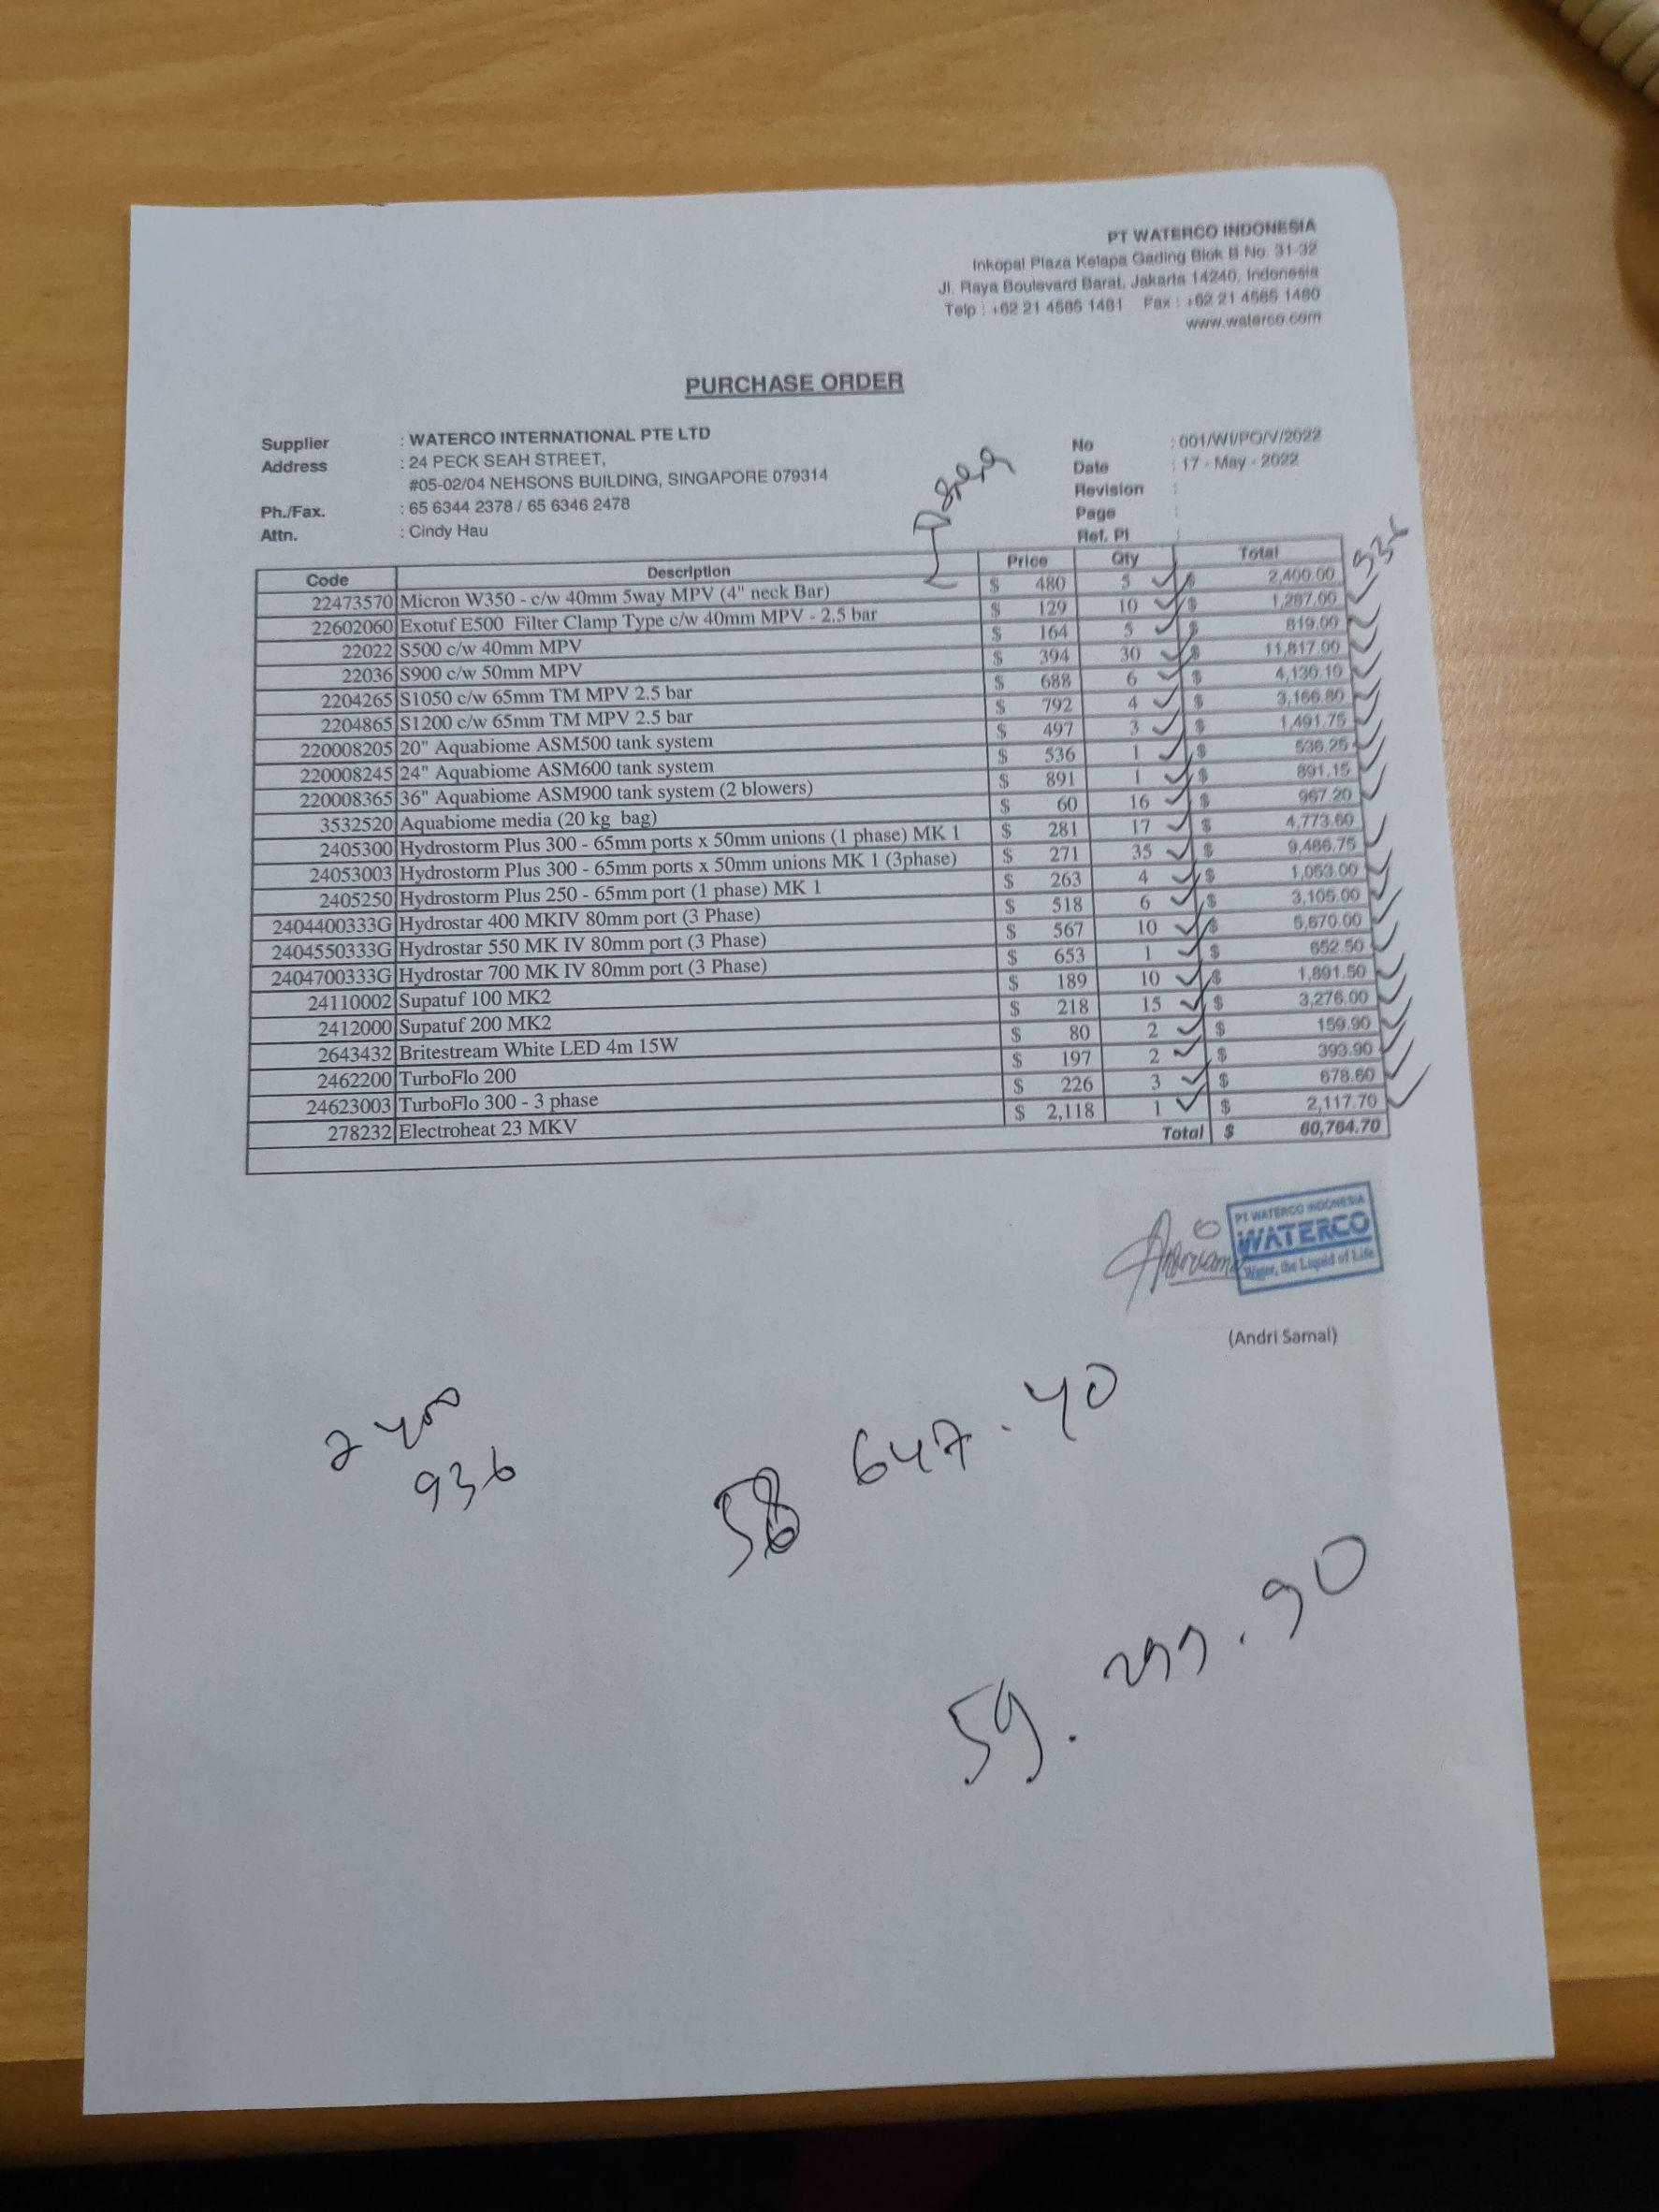 PT WATERCO INDONESIA
Inkopal Plaza Kelapa Gading Blok B No. 31-32
Jl. Raya Boulevard Barat, Jakarta 14240, Indonesia
Telp : +62 21 4585 1481 Fax : +62 21 4585 1480
www.waterco.com
PURCHASE ORDER
Supplier : WATERCO INTERNATIONAL PTE LTD
Address : 24 PECK SEAH STREET,
#05-02/04 NEHSONS BUILDING, SINGAPORE 079314
Ph./Fax. : 65 6344 2378 / 65 6346 2478
Attn. : Cindy Hau
No : 001/WI/PO/V/2022
Date : 17 - May - 2022
Revision :
Page :
Ref. PI :
936
Code Description Price Qty Total
22473570 Micron W350 - c/w 40mm 5way MPV (4" neck Bar) $ 480 5 $ 2,400.00
22602060 Exotuf E500 Filter Clamp Type c/w 40mm MPV - 2.5 bar $ 129 10 $ 1,287.00
22022 S500 c/w 40mm MPV $ 164 5 $ 819.00
22036 S900 c/w 50mm MPV $ 394 30 $ 11,817.00
2204265 S1050 c/w 65mm TM MPV 2.5 bar $ 688 6 $ 4,130.10
2204865 S1200 c/w 65mm TM MPV 2.5 bar $ 792 4 $ 3,166.80
220008205 20" Aquabiome ASM500 tank system $ 497 3 $ 1,491.75
220008245 24" Aquabiome ASM600 tank system $ 536 1 $ 536.25
220008365 36" Aquabiome ASM900 tank system (2 blowers) $ 891 1 $ 891.15
3532520 Aquabiome media (20 kg bag) $ 60 16 $ 967.20
2405300 Hydrostorm Plus 300 - 65mm ports x 50mm unions (1 phase) MK 1 $ 281 17 $ 4,773.60
24053003 Hydrostorm Plus 300 - 65mm ports x 50mm unions MK 1 (3phase) $ 271 35 $ 9,486.75
2405250 Hydrostorm Plus 250 - 65mm port (1 phase) MK 1 $ 263 4 $ 1,053.00
2404400333G Hydrostar 400 MKIV 80mm port (3 Phase) $ 518 6 $ 3,105.00
2404550333G Hydrostar 550 MK IV 80mm port (3 Phase) $ 567 10 $ 5,670.00
2404700333G Hydrostar 700 MK IV 80mm port (3 Phase) $ 653 1 $ 652.50
24110002 Supatuf 100 MK2 $ 189 10 $ 1,891.50
2412000 Supatuf 200 MK2 $ 218 15 $ 3,276.00
2643432 Britestream White LED 4m 15W $ 80 2 $ 159.90
2462200 TurboFlo 200 $ 197 2 $ 393.90
24623003 TurboFlo 300 - 3 phase $ 226 3 $ 678.60
278232 Electroheat 23 MKV $ 2,118 1 $ 2,117.70
Total $ 60,764.70
PT WATERCO INDONESIA
WATERCO
Water, the Liquid of Life
(Andri Samal)
2400
936
58 647.40
59.299.90